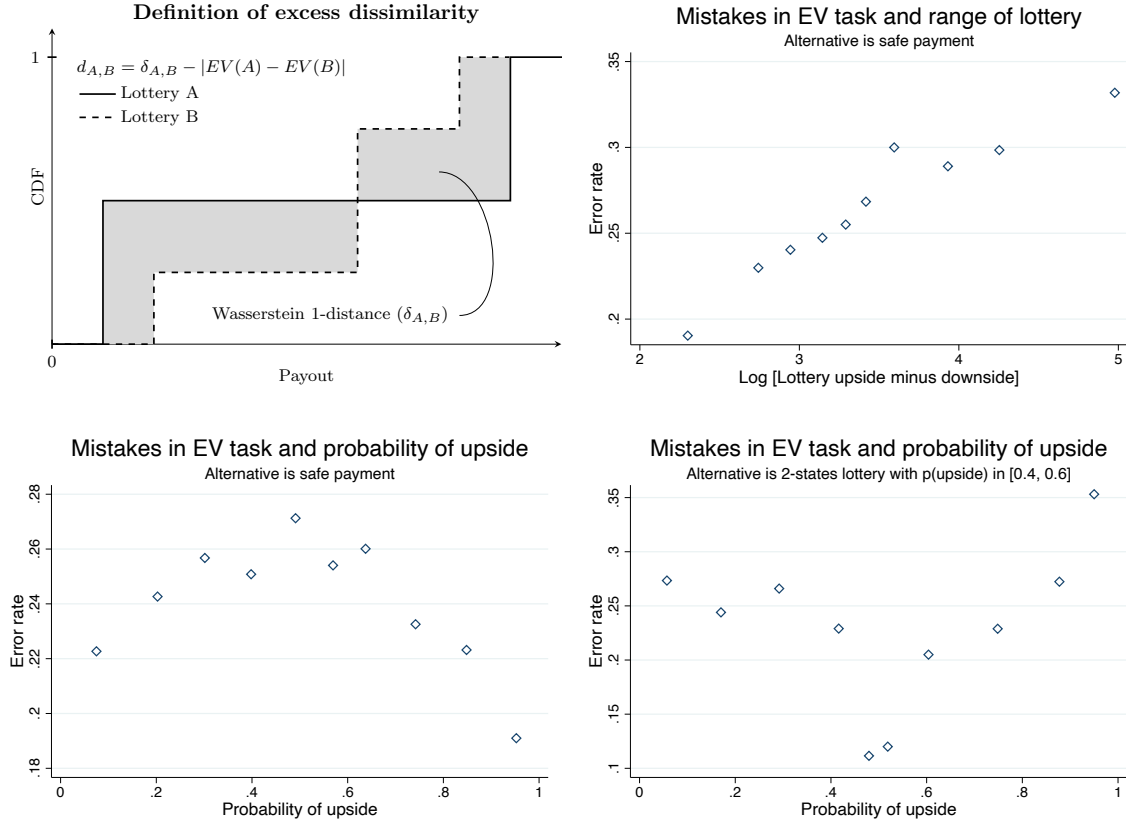 Definition of excess dissimilarity
1
d_{A,B} = δ_{A,B} − |EV(A) − EV(B)|
Lottery A
Lottery B
CDF
Wasserstein 1-distance (δ_{A,B})
0
Payout
Mistakes in EV task and range of lottery
Alternative is safe payment
Error rate
.35
.3
.25
.2
2 3 4 5
Log [Lottery upside minus downside]
Mistakes in EV task and probability of upside
Alternative is safe payment
Error rate
.28
.26
.24
.22
.2
.18
0 .2 .4 .6 .8 1
Probability of upside
Mistakes in EV task and probability of upside
Alternative is 2-states lottery with p(upside) in [0.4, 0.6]
Error rate
.35
.3
.25
.2
.15
.1
0 .2 .4 .6 .8 1
Probability of upside